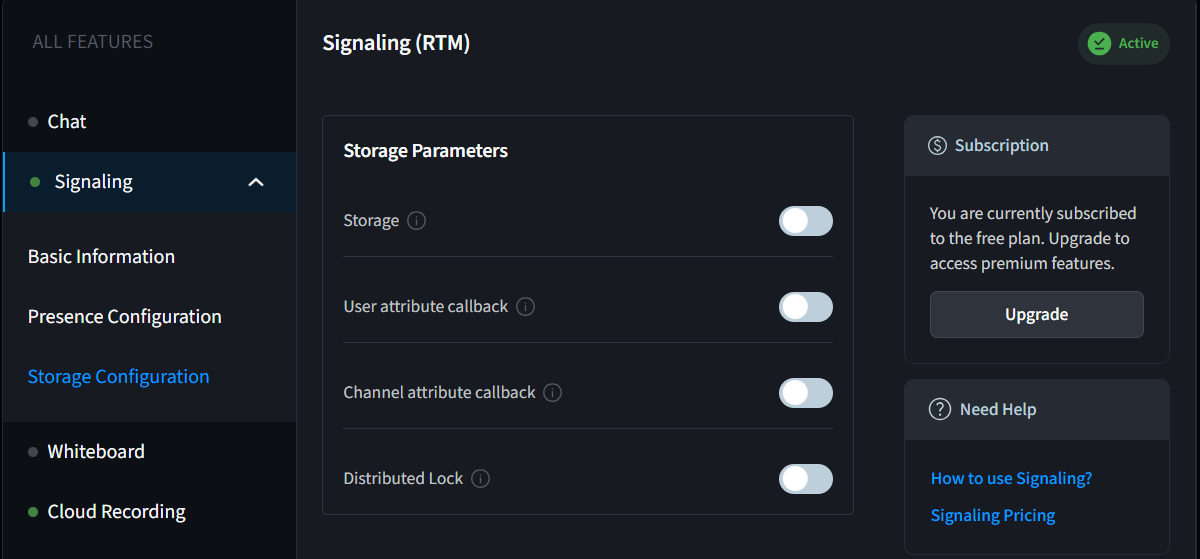 ALL FEATURES
Chat
Signaling
Basic Information
Presence Configuration
Storage Configuration
Whiteboard
Cloud Recording
Signaling (RTM)
Active
Storage Parameters
Storage
User attribute callback
Channel attribute callback
Distributed Lock
Subscription
You are currently subscribed
to the free plan. Upgrade to
access premium features.
Upgrade
Need Help
How to use Signaling?
Signaling Pricing